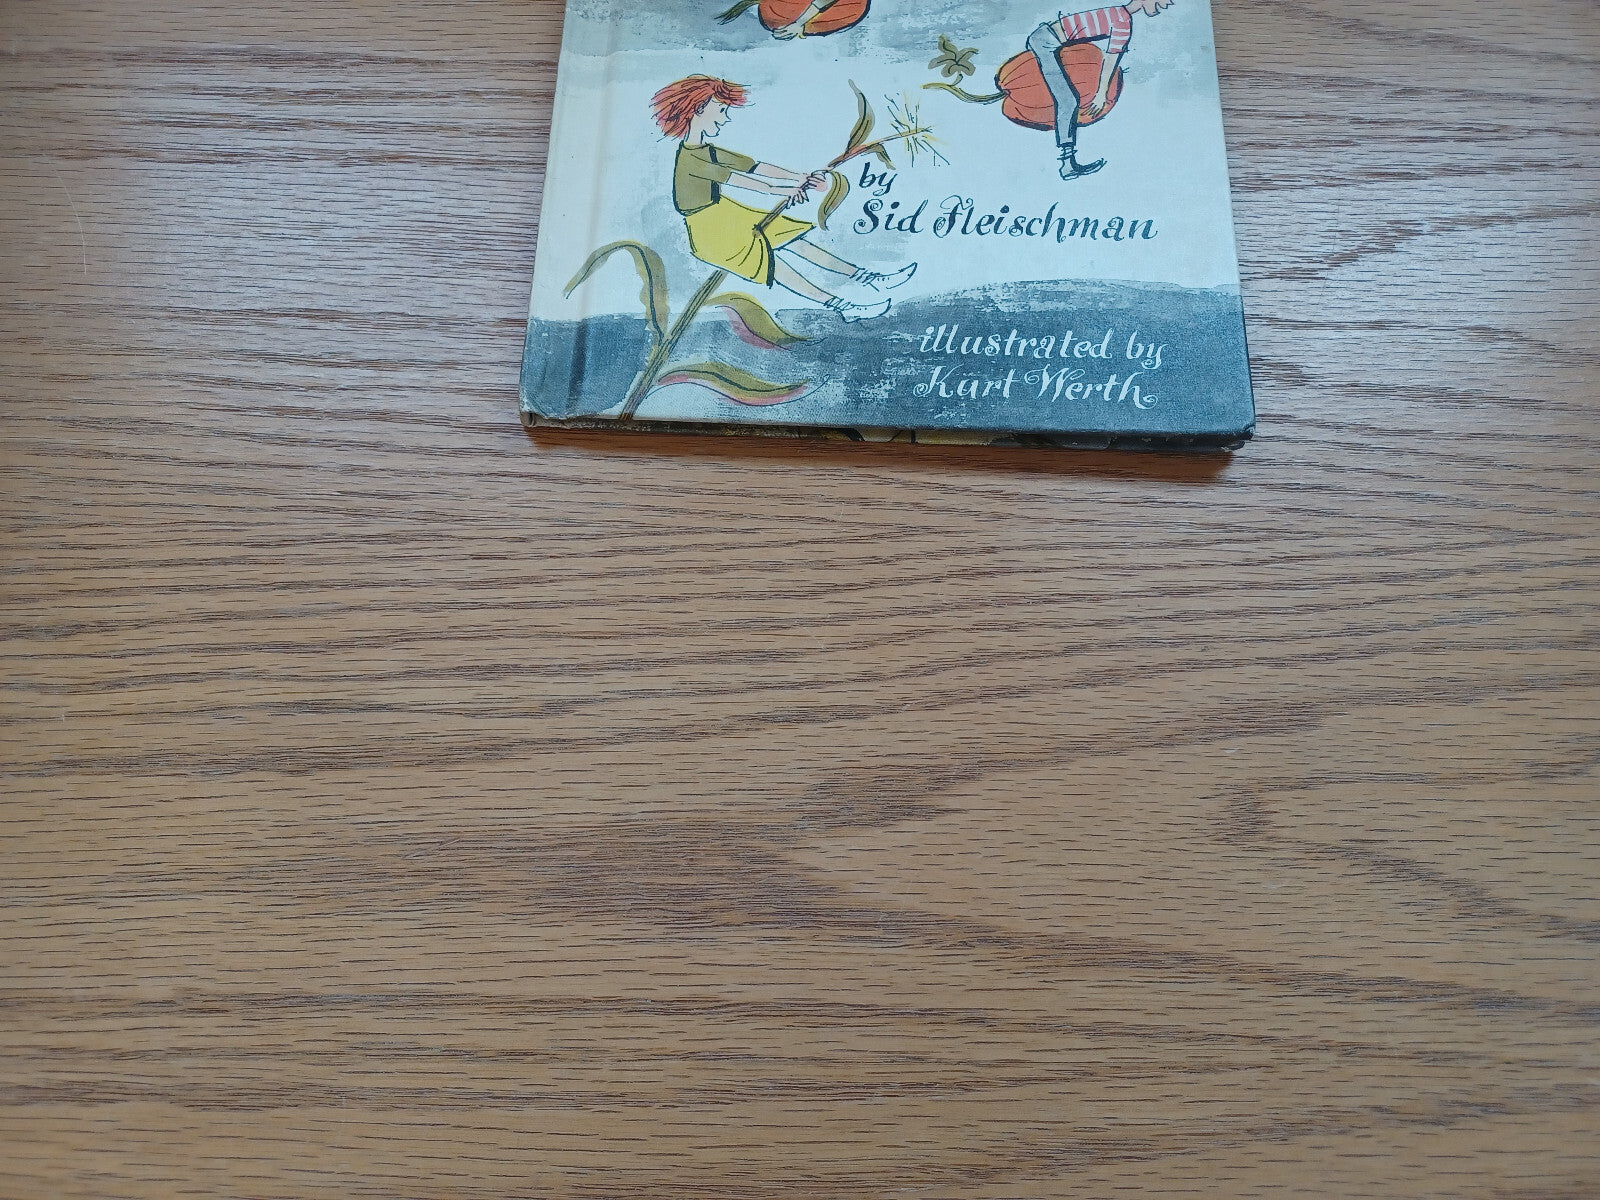 by
Sid Fleischman
illustrated by
Kurt Werth